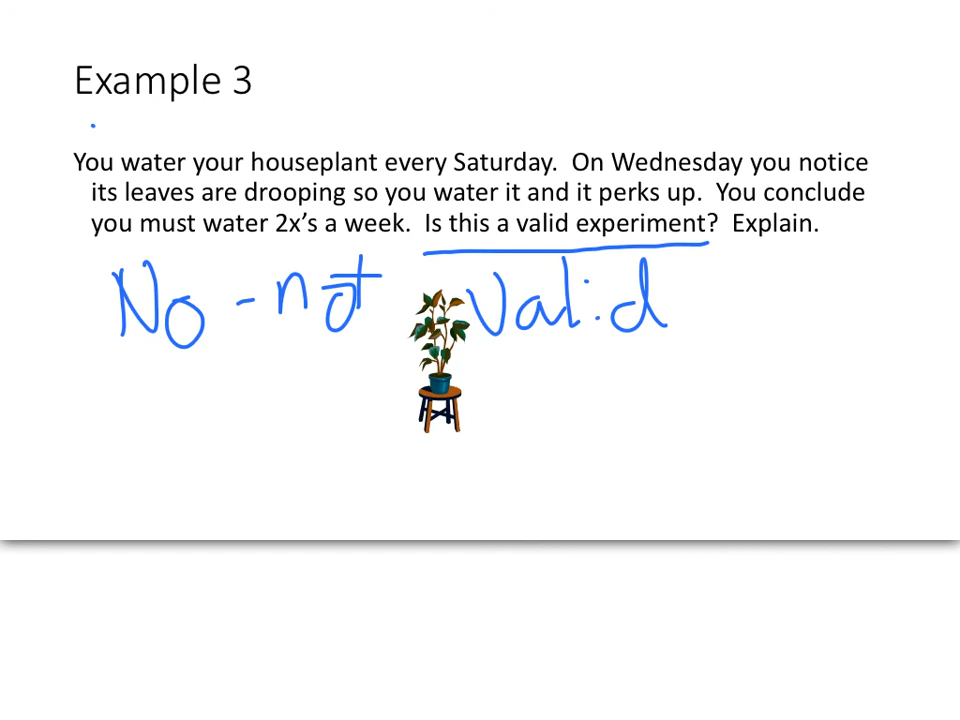 Example 3
You water your houseplant every Saturday. On Wednesday you notice
its leaves are drooping so you water it and it perks up. You conclude
you must water 2x's a week. Is this a valid experiment? Explain.
No - not valid